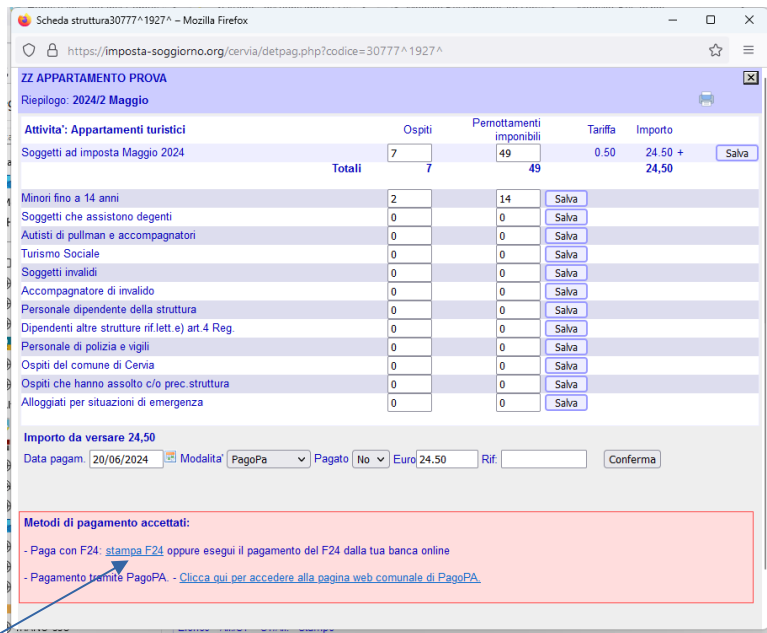 Scheda struttura30777^1927^ – Mozilla Firefox
https://imposta-soggiorno.org/cervia/detpag.php?codice=30777^1927^
ZZ APPARTAMENTO PROVA
Riepilogo: 2024/2 Maggio
Attivita': Appartamenti turistici Ospiti Pernottamenti imponibili Tariffa Importo
Soggetti ad imposta Maggio 2024 7 49 0.50 24.50 + Salva
Totali 7 49 24,50
Minori fino a 14 anni 2 14 Salva
Soggetti che assistono degenti 0 0 Salva
Autisti di pullman e accompagnatori 0 0 Salva
Turismo Sociale 0 0 Salva
Soggetti invalidi 0 0 Salva
Accompagnatore di invalido 0 0 Salva
Personale dipendente della struttura 0 0 Salva
Dipendenti altre strutture rif.lett.e) art.4 Reg. 0 0 Salva
Personale di polizia e vigili 0 0 Salva
Ospiti del comune di Cervia 0 0 Salva
Ospiti che hanno assolto c/o prec.struttura 0 0 Salva
Alloggiati per situazioni di emergenza 0 0 Salva
Importo da versare 24,50
Data pagam. 20/06/2024 Modalita' PagoPa Pagato No Euro 24.50 Rif: Conferma
Metodi di pagamento accettati:
- Paga con F24: stampa F24 oppure esegui il pagamento del F24 dalla tua banca online
- Pagamento tramite PagoPA. - Clicca qui per accedere alla pagina web comunale di PagoPA.